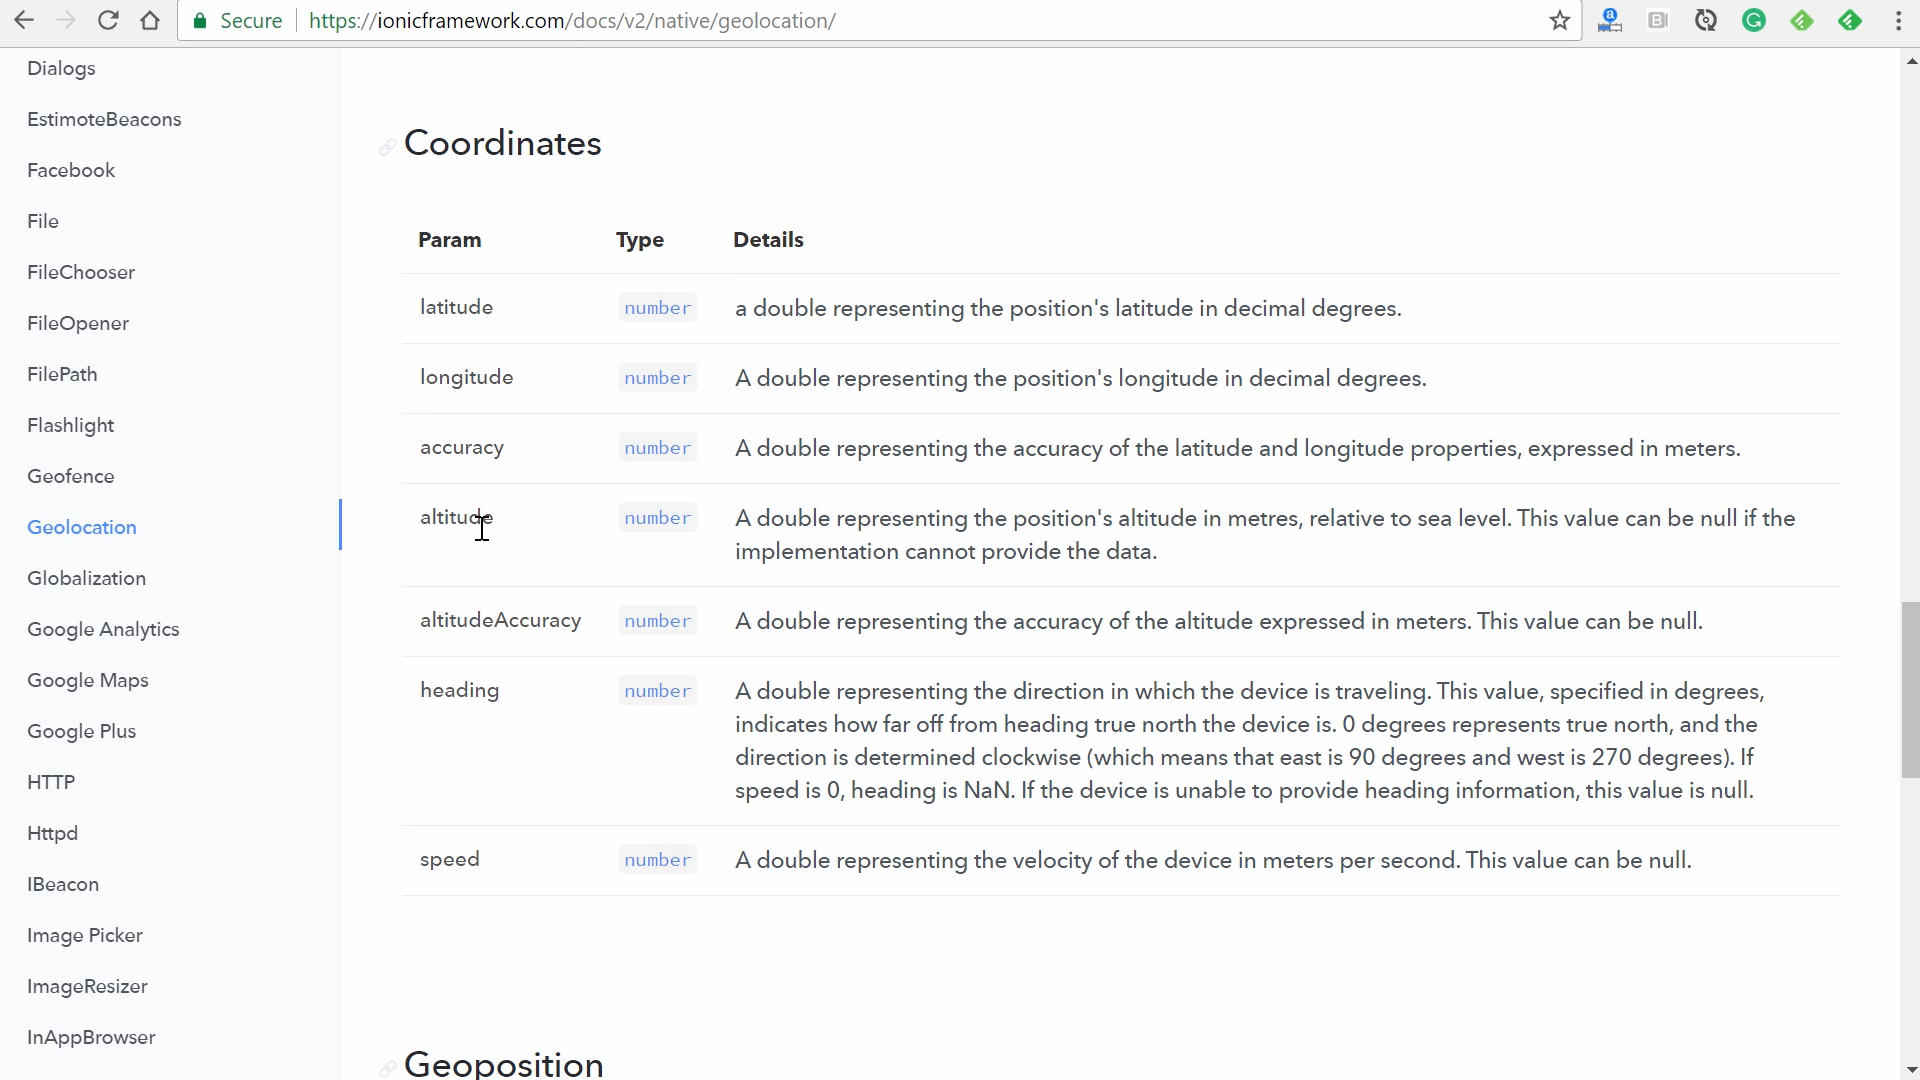 Secure https://ionicframework.com/docs/v2/native/geolocation/
Dialogs
EstimoteBeacons
Facebook
File
FileChooser
FileOpener
FilePath
Flashlight
Geofence
Geolocation
Globalization
Google Analytics
Google Maps
Google Plus
HTTP
Httpd
IBeacon
Image Picker
ImageResizer
InAppBrowser
Coordinates
Param Type Details
latitude number a double representing the position's latitude in decimal degrees.
longitude number A double representing the position's longitude in decimal degrees.
accuracy number A double representing the accuracy of the latitude and longitude properties, expressed in meters.
altitude number A double representing the position's altitude in metres, relative to sea level. This value can be null if the
implementation cannot provide the data.
altitudeAccuracy number A double representing the accuracy of the altitude expressed in meters. This value can be null.
heading number A double representing the direction in which the device is traveling. This value, specified in degrees,
indicates how far off from heading true north the device is. 0 degrees represents true north, and the
direction is determined clockwise (which means that east is 90 degrees and west is 270 degrees). If
speed is 0, heading is NaN. If the device is unable to provide heading information, this value is null.
speed number A double representing the velocity of the device in meters per second. This value can be null.
Geoposition